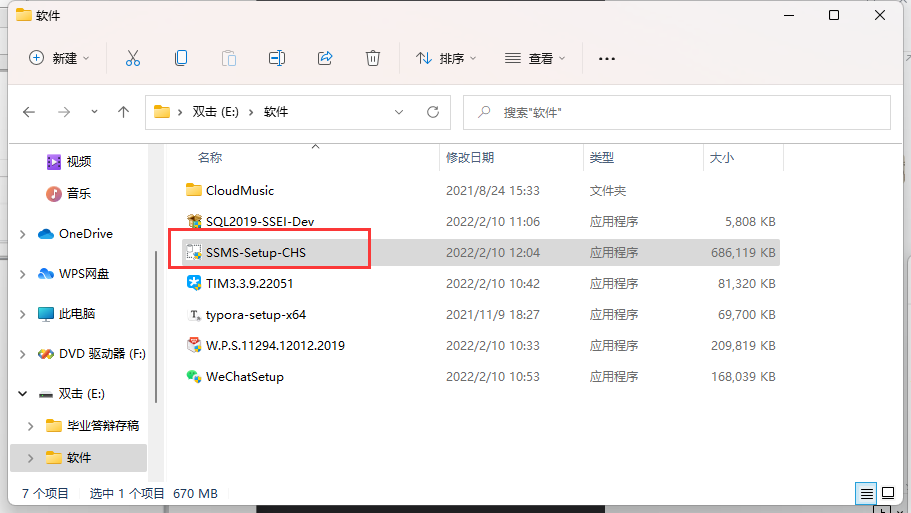 软件
新建
排序
查看
双击 (E:)
软件
搜索"软件"
名称
修改日期
类型
大小
视频
音乐
OneDrive
WPS网盘
此电脑
DVD 驱动器 (F:)
双击 (E:)
毕业答辩存稿
软件
CloudMusic 2021/8/24 15:33 文件夹
SQL2019-SSEI-Dev 2022/2/10 11:06 应用程序 5,808 KB
SSMS-Setup-CHS 2022/2/10 12:04 应用程序 686,119 KB
TIM3.3.9.22051 2022/2/10 10:42 应用程序 81,320 KB
typora-setup-x64 2021/11/9 18:27 应用程序 69,700 KB
W.P.S.11294.12012.2019 2022/2/10 10:33 应用程序 209,819 KB
WeChatSetup 2022/2/10 10:53 应用程序 168,039 KB
7 个项目 选中 1 个项目 670 MB